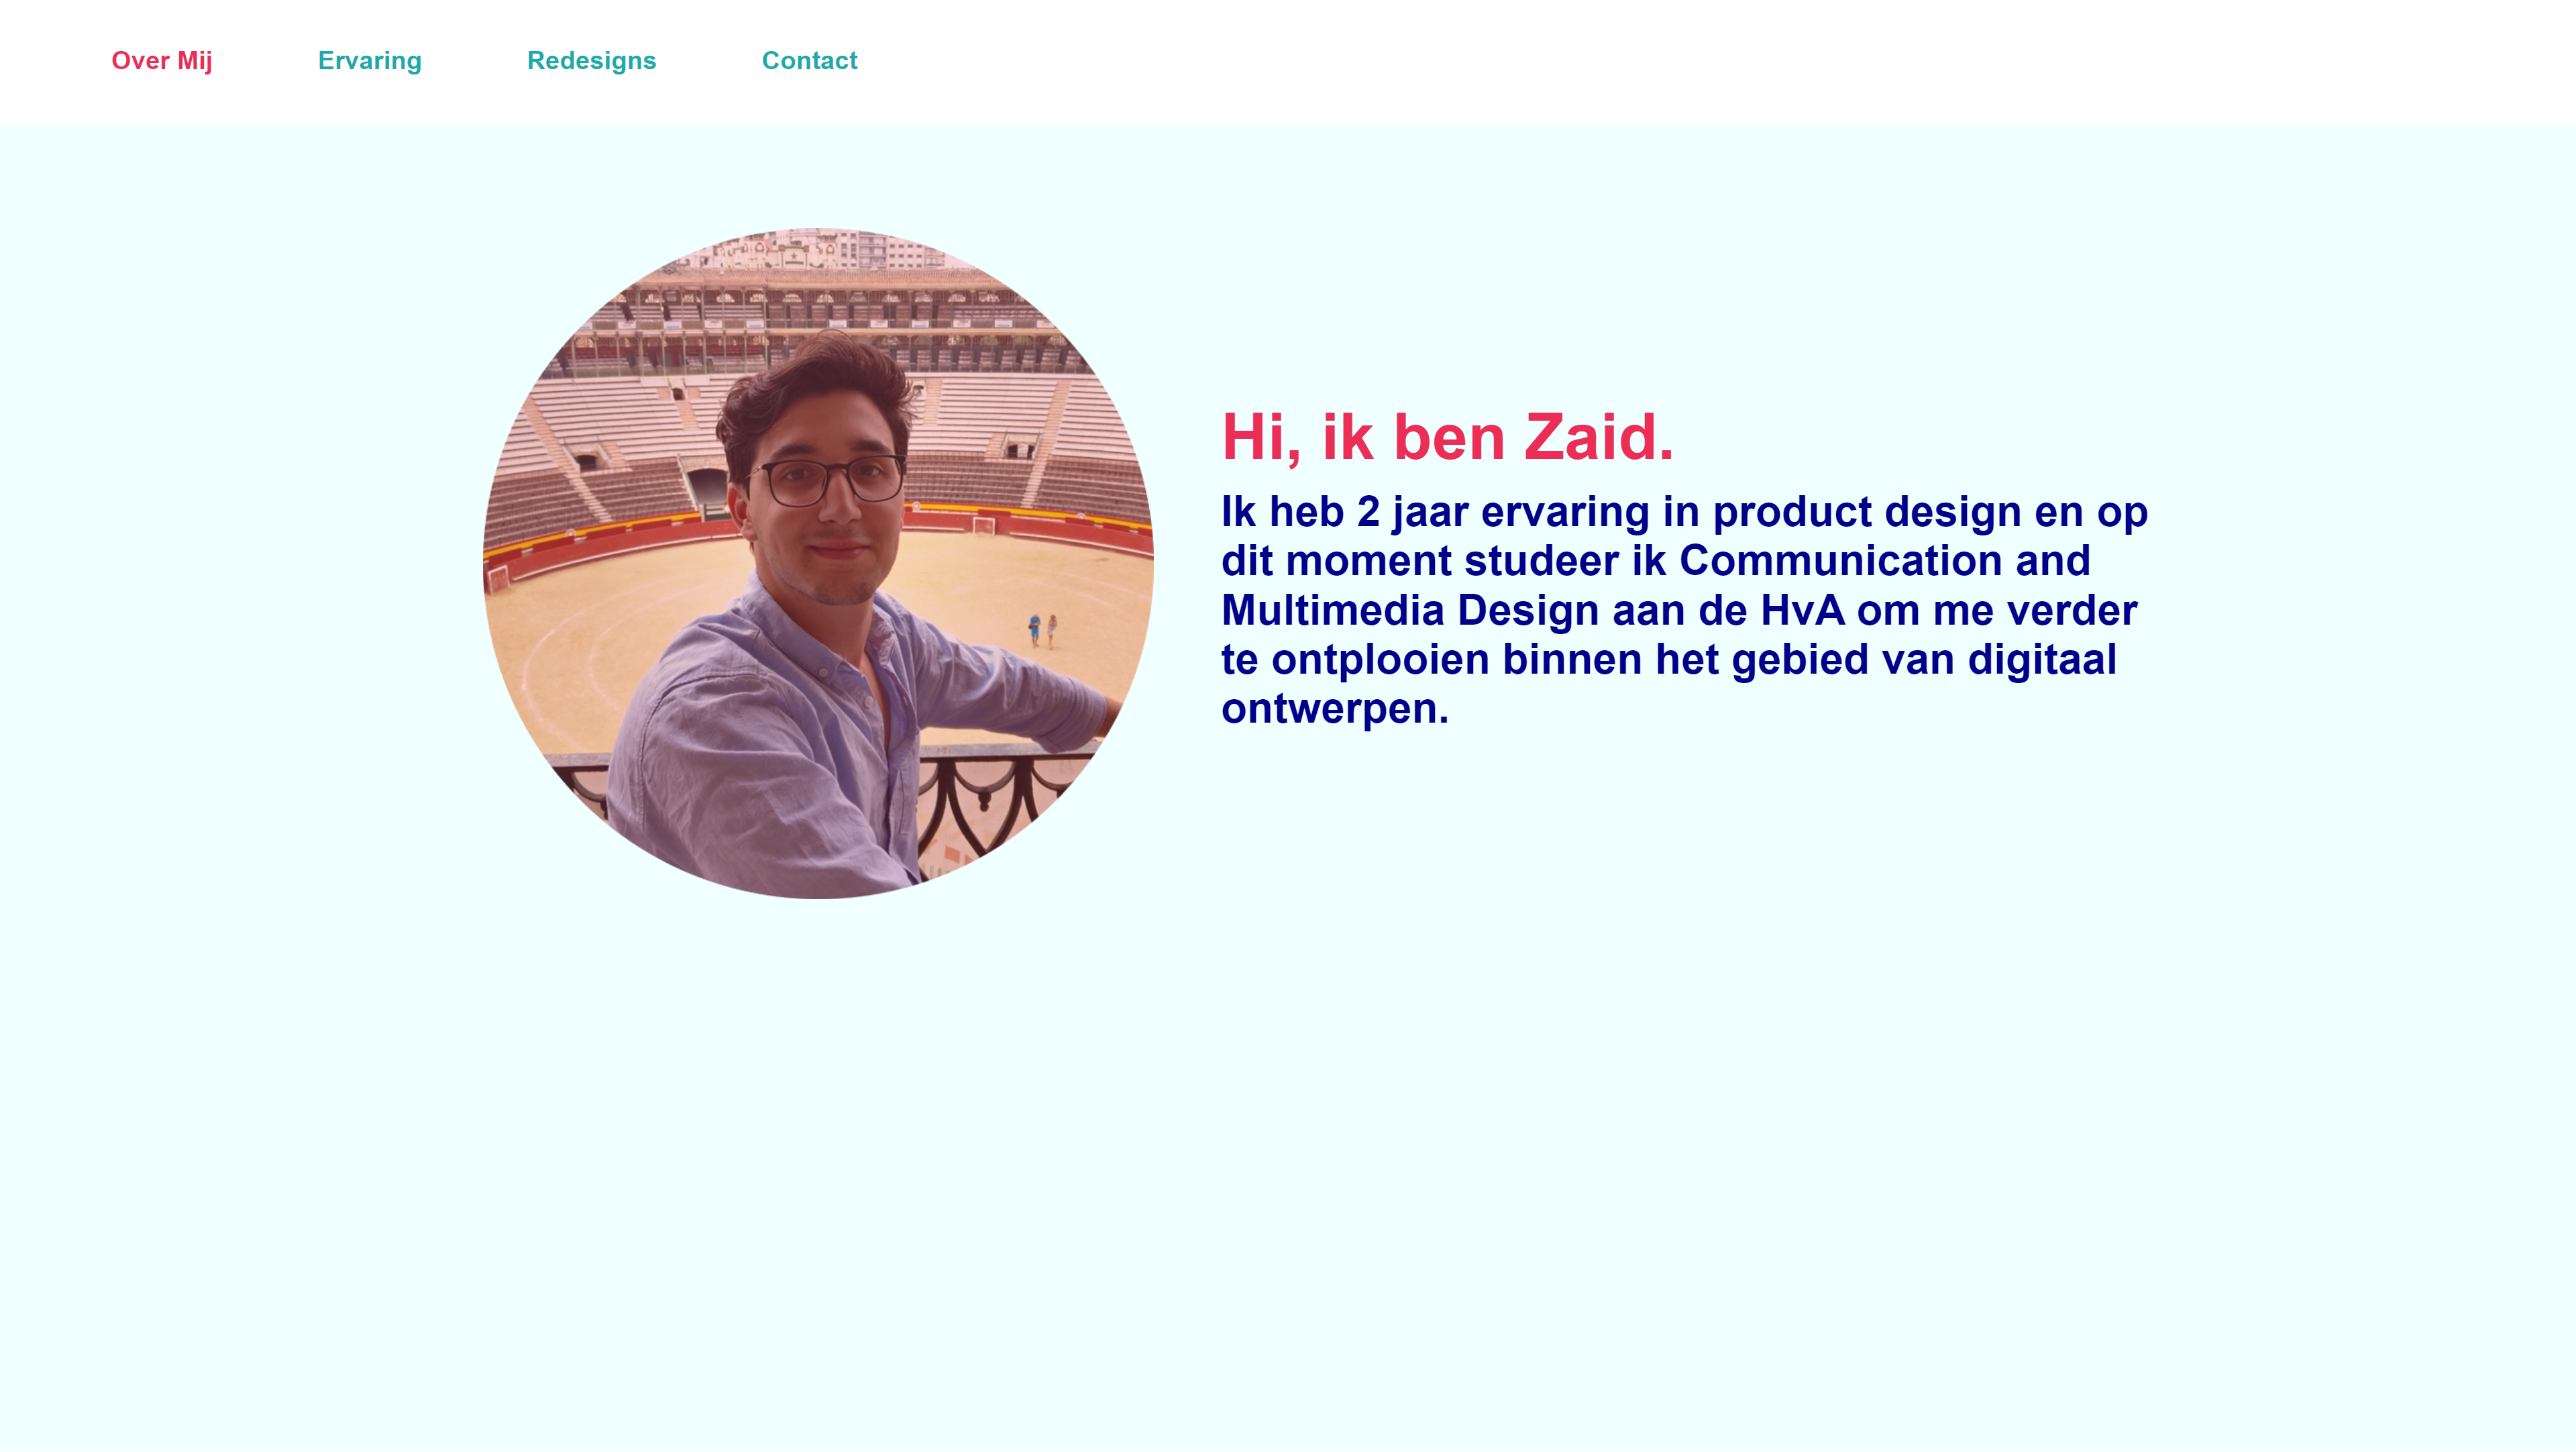 Over Mij
Ervaring
Redesigns
Contact
Hi, ik ben Zaid.
Ik heb 2 jaar ervaring in product design en op
dit moment studeer ik Communication and
Multimedia Design aan de HvA om me verder
te ontplooien binnen het gebied van digitaal
ontwerpen.